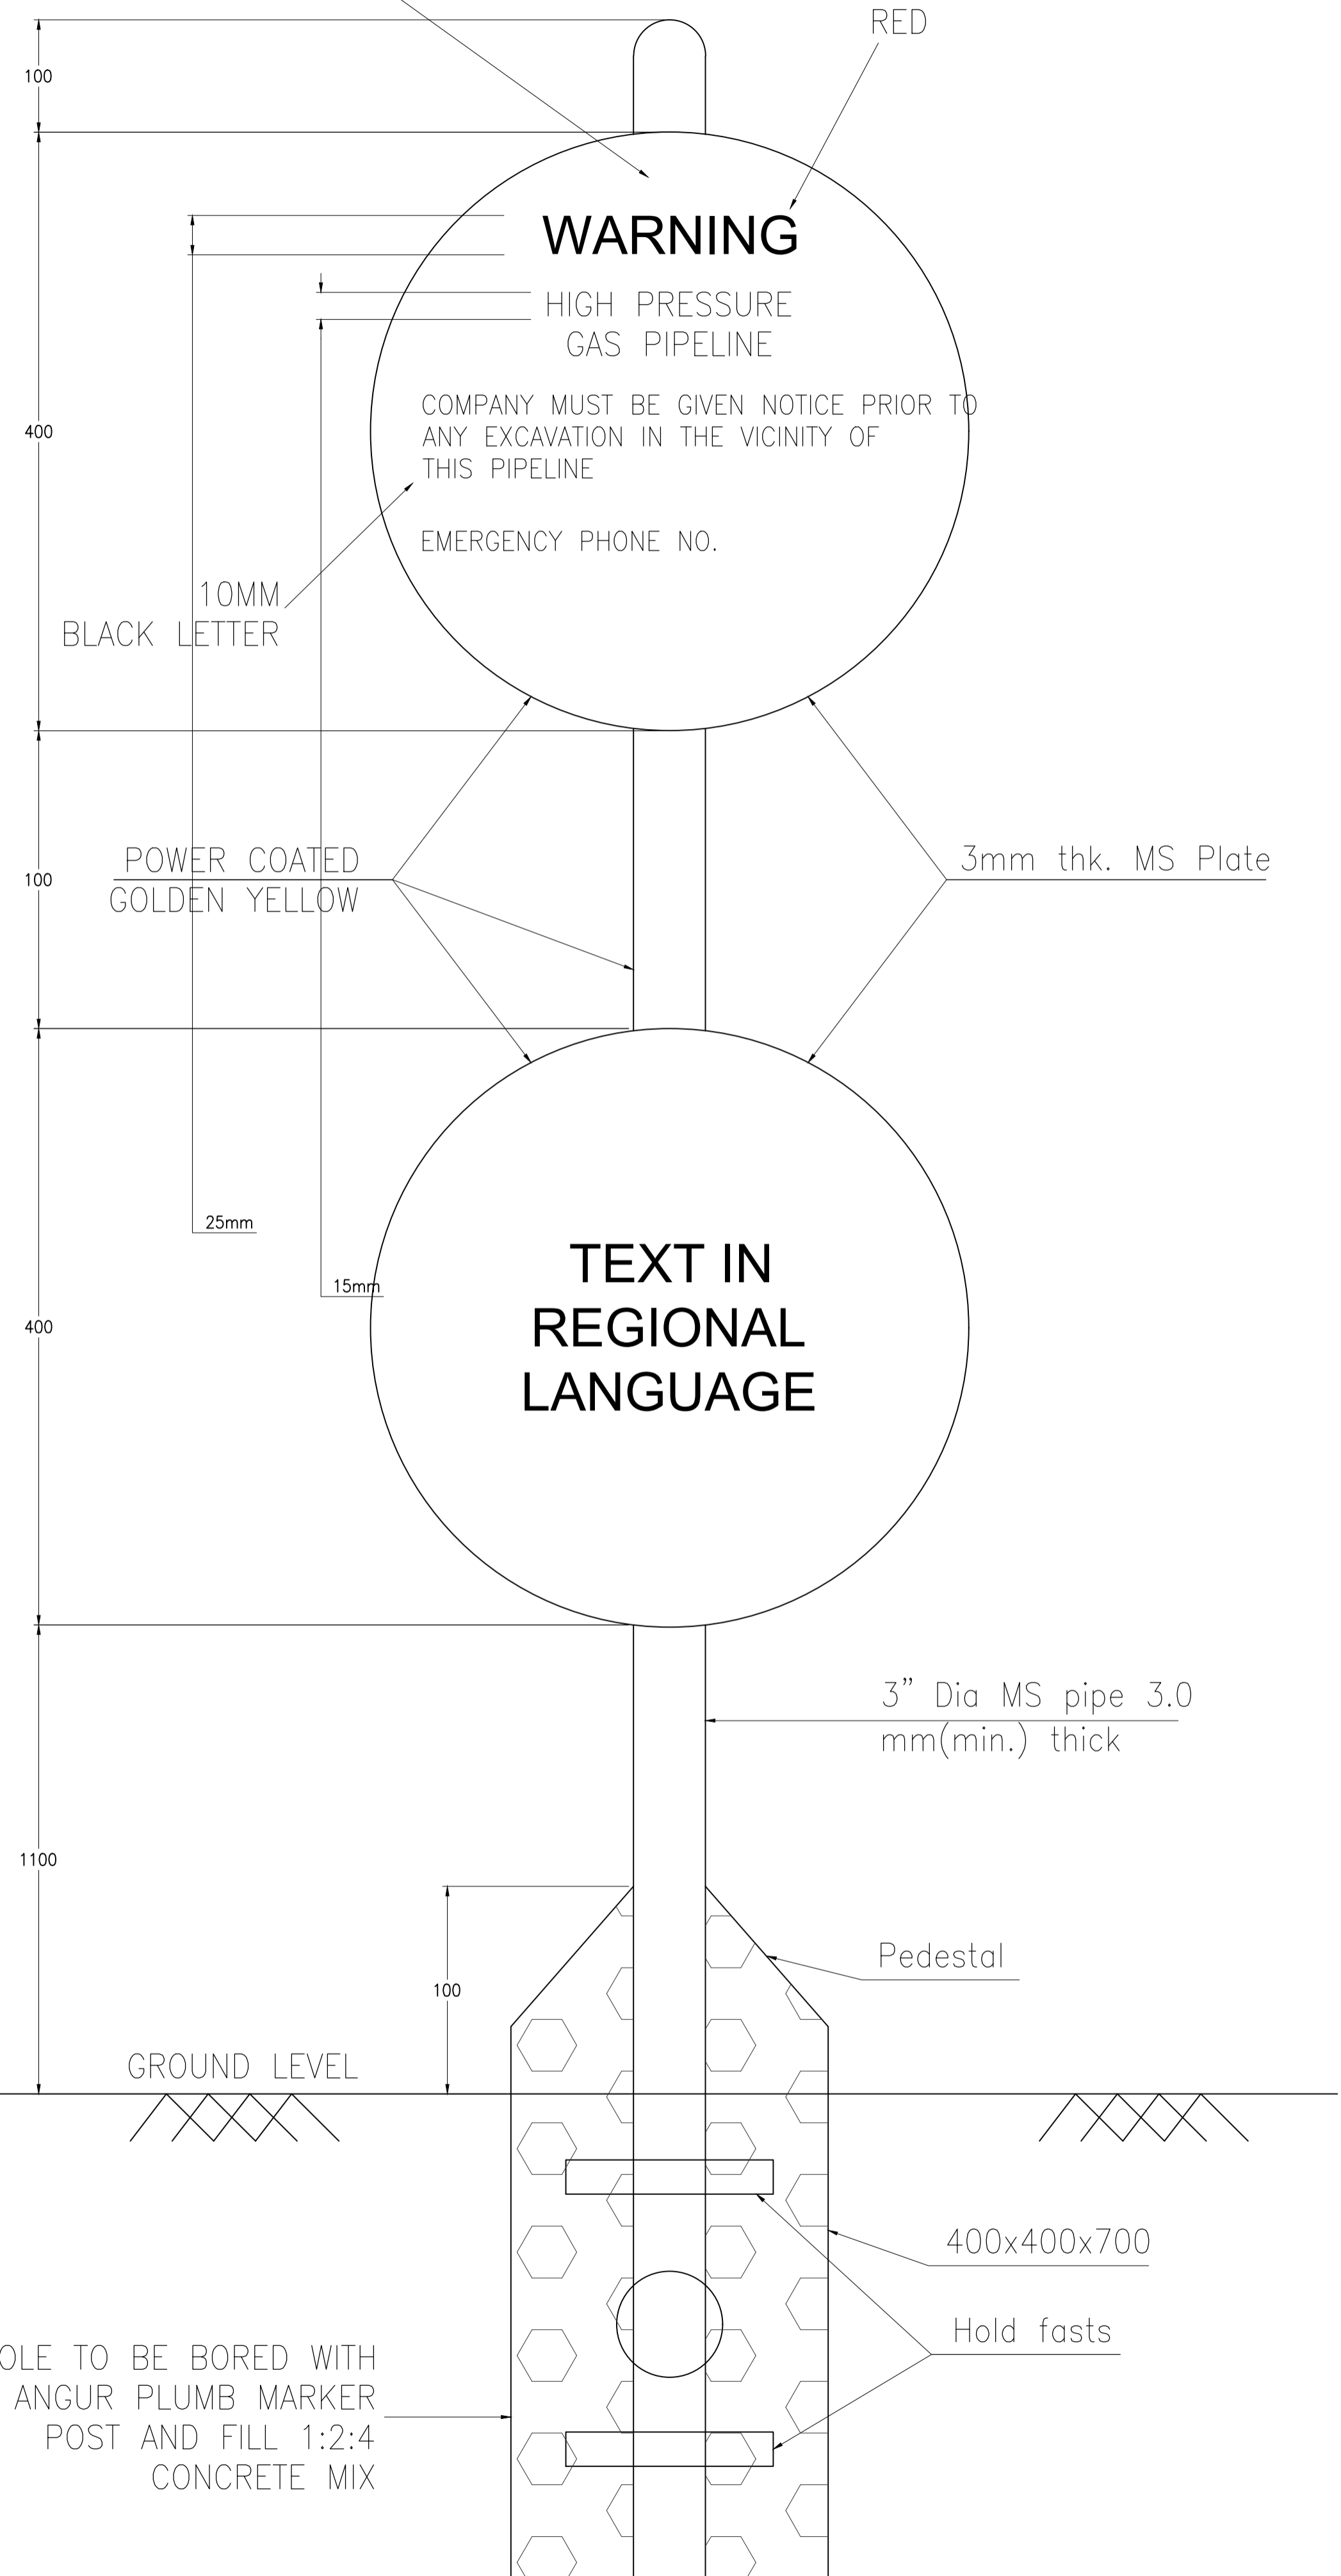 RED
100
WARNING
HIGH PRESSURE
GAS PIPELINE
COMPANY MUST BE GIVEN NOTICE PRIOR TO
ANY EXCAVATION IN THE VICINITY OF
THIS PIPELINE
400
EMERGENCY PHONE NO.
10MM
BLACK LETTER
POWER COATED
GOLDEN YELLOW
3mm thk. MS Plate
100
25mm
15mm
TEXT IN
REGIONAL
LANGUAGE
400
3" Dia MS pipe 3.0
mm(min.) thick
1100
Pedestal
100
GROUND LEVEL
400x400x700
Hold fasts
OLE TO BE BORED WITH
ANGUR PLUMB MARKER
POST AND FILL 1:2:4
CONCRETE MIX